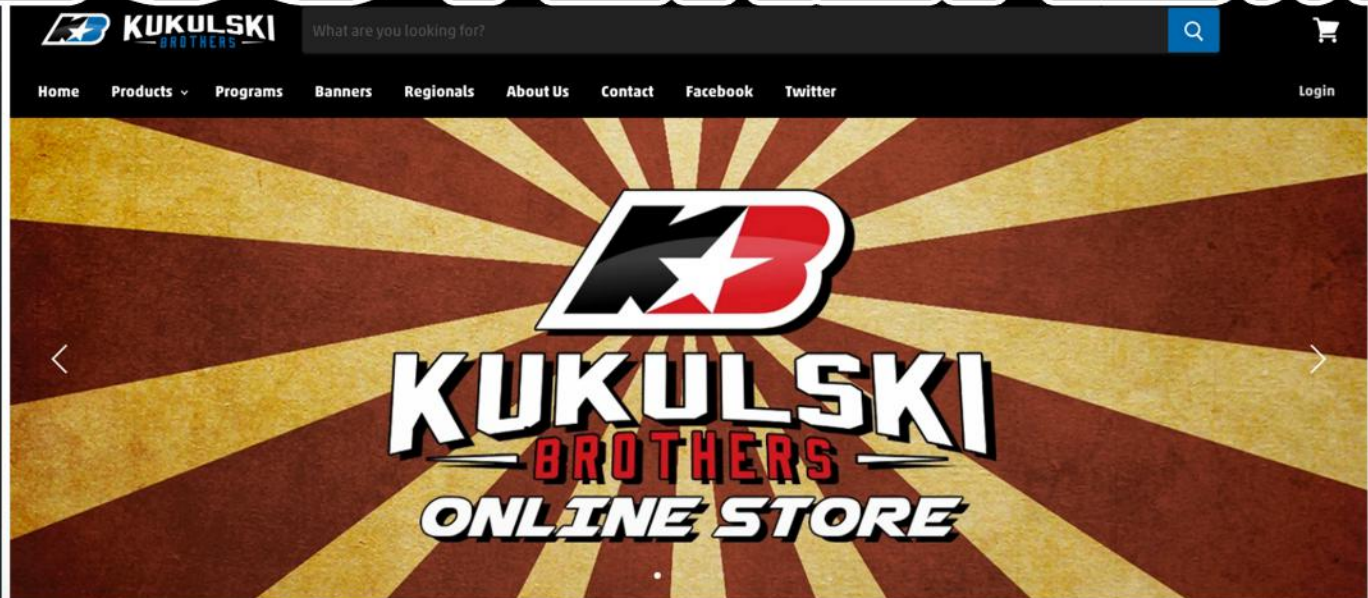 KB KUKULSKI
BROTHERS
What are you looking for?
Home Products Programs Banners Regionals About Us Contact Facebook Twitter Login
KB
KUKULSKI
BROTHERS
ONLINE STORE